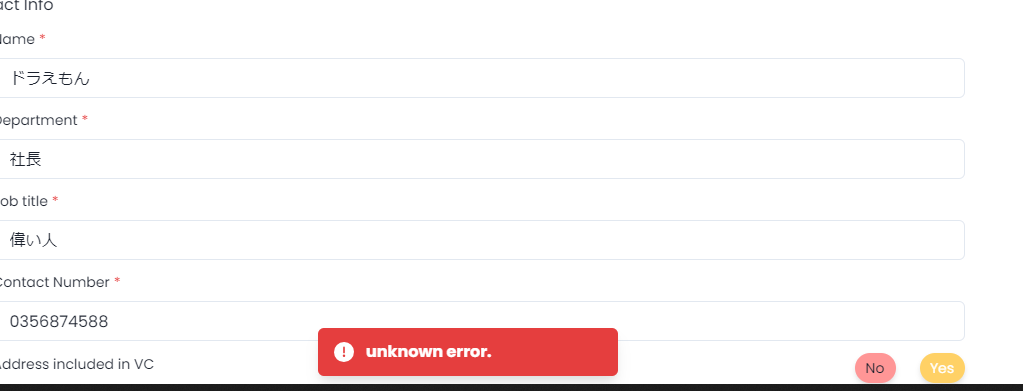 act Info
Name *
ドラえもん
Department *
社長
ob title *
偉い人
Contact Number *
0356874588
unknown error.
Address included in VC
No
Yes